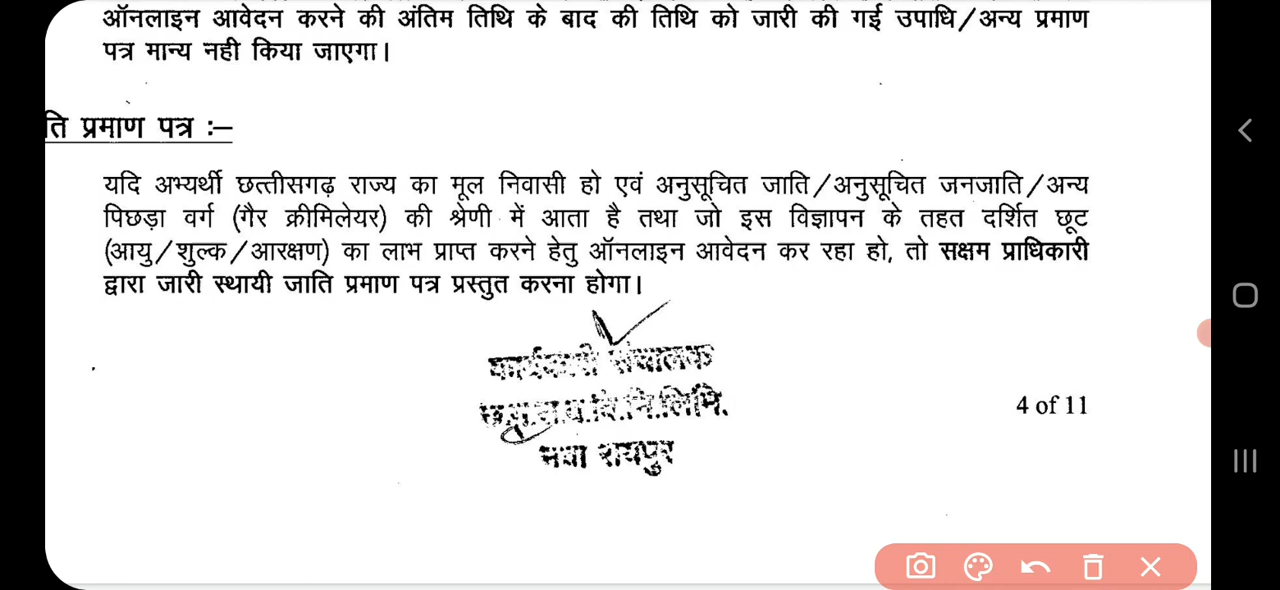 ऑनलाइन आवेदन करने की अंतिम तिथि के बाद की तिथि को जारी की गई उपाधि/अन्य प्रमाण
पत्र मान्य नही किया जाएगा।
ति प्रमाण पत्र :–
यदि अभ्यर्थी छत्तीसगढ़ राज्य का मूल निवासी हो एवं अनुसूचित जाति/अनुसूचित जनजाति/अन्य
पिछड़ा वर्ग (गैर क्रीमिलेयर) की श्रेणी में आता है तथा जो इस विज्ञापन के तहत दर्शित छूट
(आयु/शुल्क/आरक्षण) का लाभ प्राप्त करने हेतु ऑनलाइन आवेदन कर रहा हो, तो सक्षम प्राधिकारी
द्वारा जारी स्थायी जाति प्रमाण पत्र प्रस्तुत करना होगा।
संचालक
4 of 11
नवा रायपुर